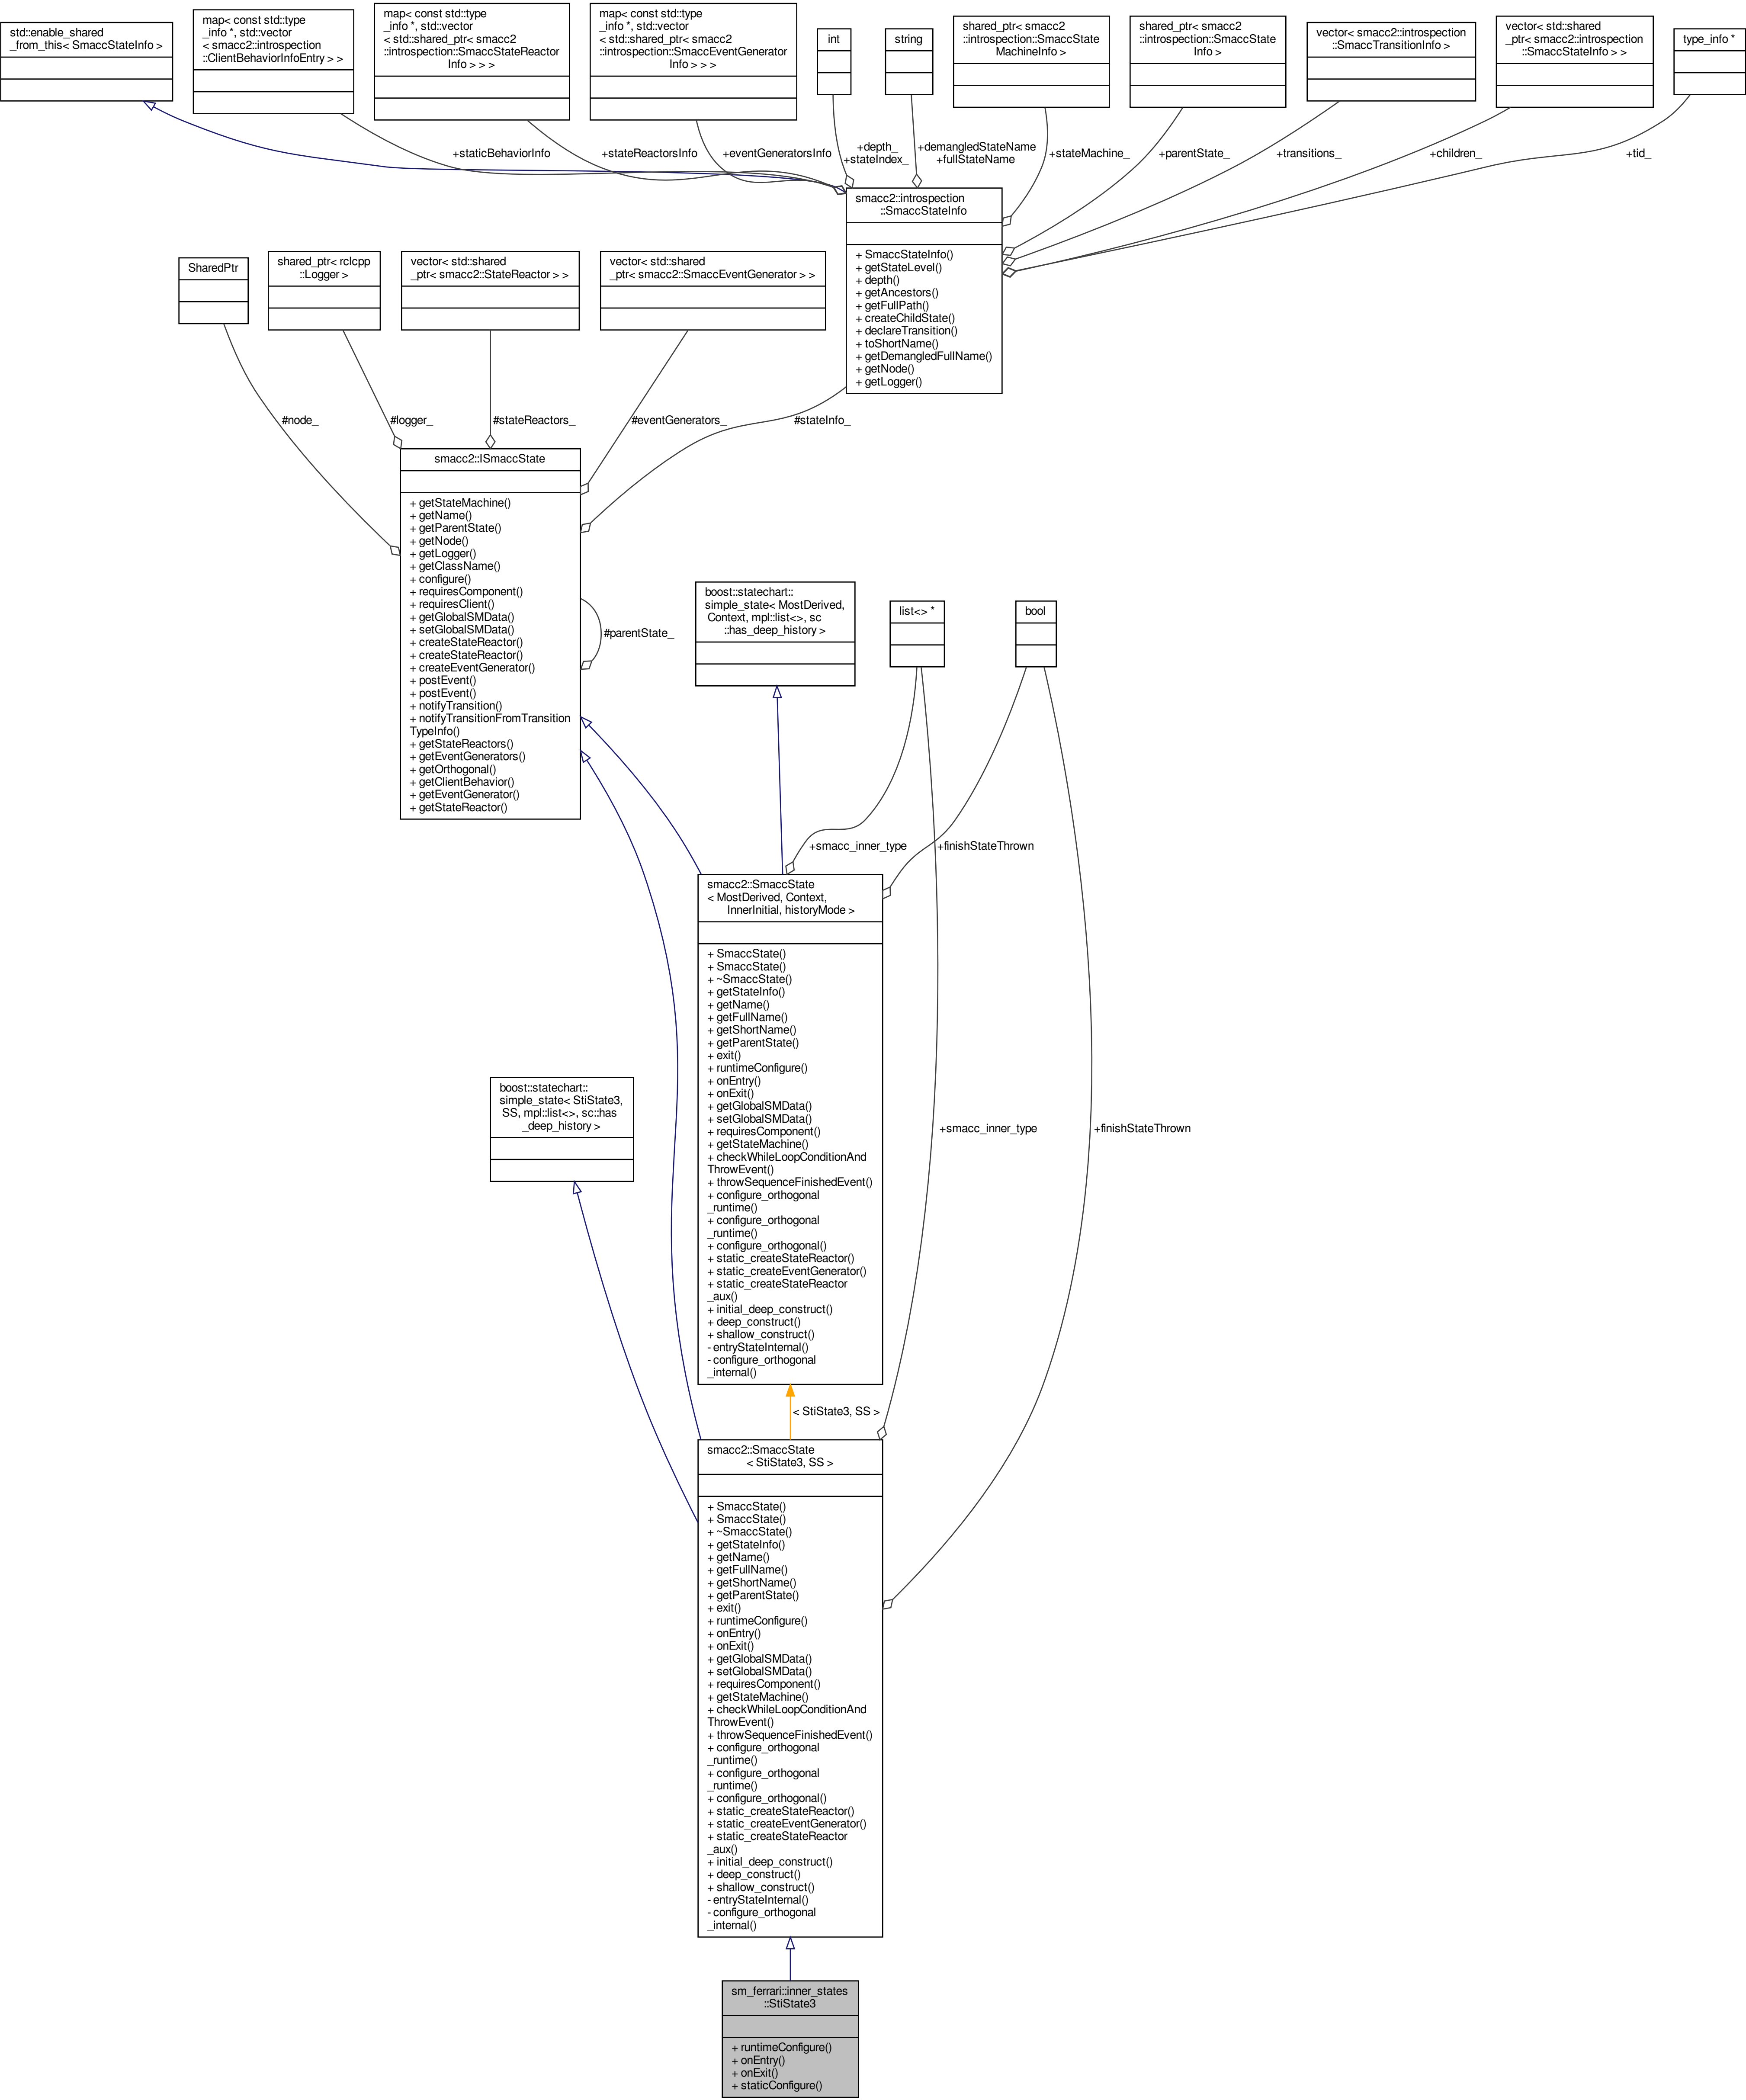 std::enable_shared
_from_this< SmaccStateInfo >
map< const std::type
_info *, std::vector
< smacc2::introspection
::ClientBehaviorInfoEntry > >
map< const std::type
_info *, std::vector
< std::shared_ptr< smacc2
::introspection::SmaccStateReactor
Info > > >
map< const std::type
_info *, std::vector
< std::shared_ptr< smacc2
::introspection::SmaccEventGenerator
Info > > >
int
string
shared_ptr< smacc2
::introspection::SmaccState
MachineInfo >
shared_ptr< smacc2
::introspection::SmaccState
Info >
vector< smacc2::introspection
::SmaccTransitionInfo >
vector< std::shared
_ptr< smacc2::introspection
::SmaccStateInfo > >
type_info *
+staticBehaviorInfo
+stateReactorsInfo
+eventGeneratorsInfo
+depth_
+stateIndex_
+demangledStateName
+fullStateName
+stateMachine_
+parentState_
+transitions_
+children_
+tid_
smacc2::introspection
::SmaccStateInfo
+ SmaccStateInfo()
+ getStateLevel()
+ depth()
+ getAncestors()
+ getFullPath()
+ createChildState()
+ declareTransition()
+ toShortName()
+ getDemangledFullName()
+ getNode()
+ getLogger()
SharedPtr
shared_ptr< rclcpp
::Logger >
vector< std::shared
_ptr< smacc2::StateReactor > >
vector< std::shared
_ptr< smacc2::SmaccEventGenerator > >
#node_
#logger_
#stateReactors_
#eventGenerators_
#stateInfo_
smacc2::ISmaccState
+ getStateMachine()
+ getName()
+ getParentState()
+ getNode()
+ getLogger()
+ getClassName()
+ configure()
+ requiresComponent()
+ requiresClient()
+ getGlobalSMData()
+ setGlobalSMData()
+ createStateReactor()
+ createStateReactor()
+ createEventGenerator()
+ postEvent()
+ postEvent()
+ notifyTransition()
+ notifyTransitionFromTransition
TypeInfo()
+ getStateReactors()
+ getEventGenerators()
+ getOrthogonal()
+ getClientBehavior()
+ getEventGenerator()
+ getStateReactor()
#parentState_
boost::statechart::
simple_state< MostDerived,
Context, mpl::list<>, sc
::has_deep_history >
list<> *
bool
+smacc_inner_type
+finishStateThrown
smacc2::SmaccState
< MostDerived, Context,
InnerInitial, historyMode >
+ SmaccState()
+ SmaccState()
+ ~SmaccState()
+ getStateInfo()
+ getName()
+ getFullName()
+ getShortName()
+ getParentState()
+ exit()
+ runtimeConfigure()
+ onEntry()
+ onExit()
+ getGlobalSMData()
+ setGlobalSMData()
+ requiresComponent()
+ getStateMachine()
+ checkWhileLoopConditionAnd
ThrowEvent()
+ throwSequenceFinishedEvent()
+ configure_orthogonal
_runtime()
+ configure_orthogonal
_runtime()
+ configure_orthogonal()
+ static_createStateReactor()
+ static_createEventGenerator()
+ static_createStateReactor
_aux()
+ initial_deep_construct()
+ deep_construct()
+ shallow_construct()
- entryStateInternal()
- configure_orthogonal
_internal()
boost::statechart::
simple_state< StiState3,
SS, mpl::list<>, sc::has
_deep_history >
+smacc_inner_type
+finishStateThrown
< StiState3, SS >
smacc2::SmaccState
< StiState3, SS >
+ SmaccState()
+ SmaccState()
+ ~SmaccState()
+ getStateInfo()
+ getName()
+ getFullName()
+ getShortName()
+ getParentState()
+ exit()
+ runtimeConfigure()
+ onEntry()
+ onExit()
+ getGlobalSMData()
+ setGlobalSMData()
+ requiresComponent()
+ getStateMachine()
+ checkWhileLoopConditionAnd
ThrowEvent()
+ throwSequenceFinishedEvent()
+ configure_orthogonal
_runtime()
+ configure_orthogonal
_runtime()
+ configure_orthogonal()
+ static_createStateReactor()
+ static_createEventGenerator()
+ static_createStateReactor
_aux()
+ initial_deep_construct()
+ deep_construct()
+ shallow_construct()
- entryStateInternal()
- configure_orthogonal
_internal()
sm_ferrari::inner_states
::StiState3
+ runtimeConfigure()
+ onEntry()
+ onExit()
+ staticConfigure()